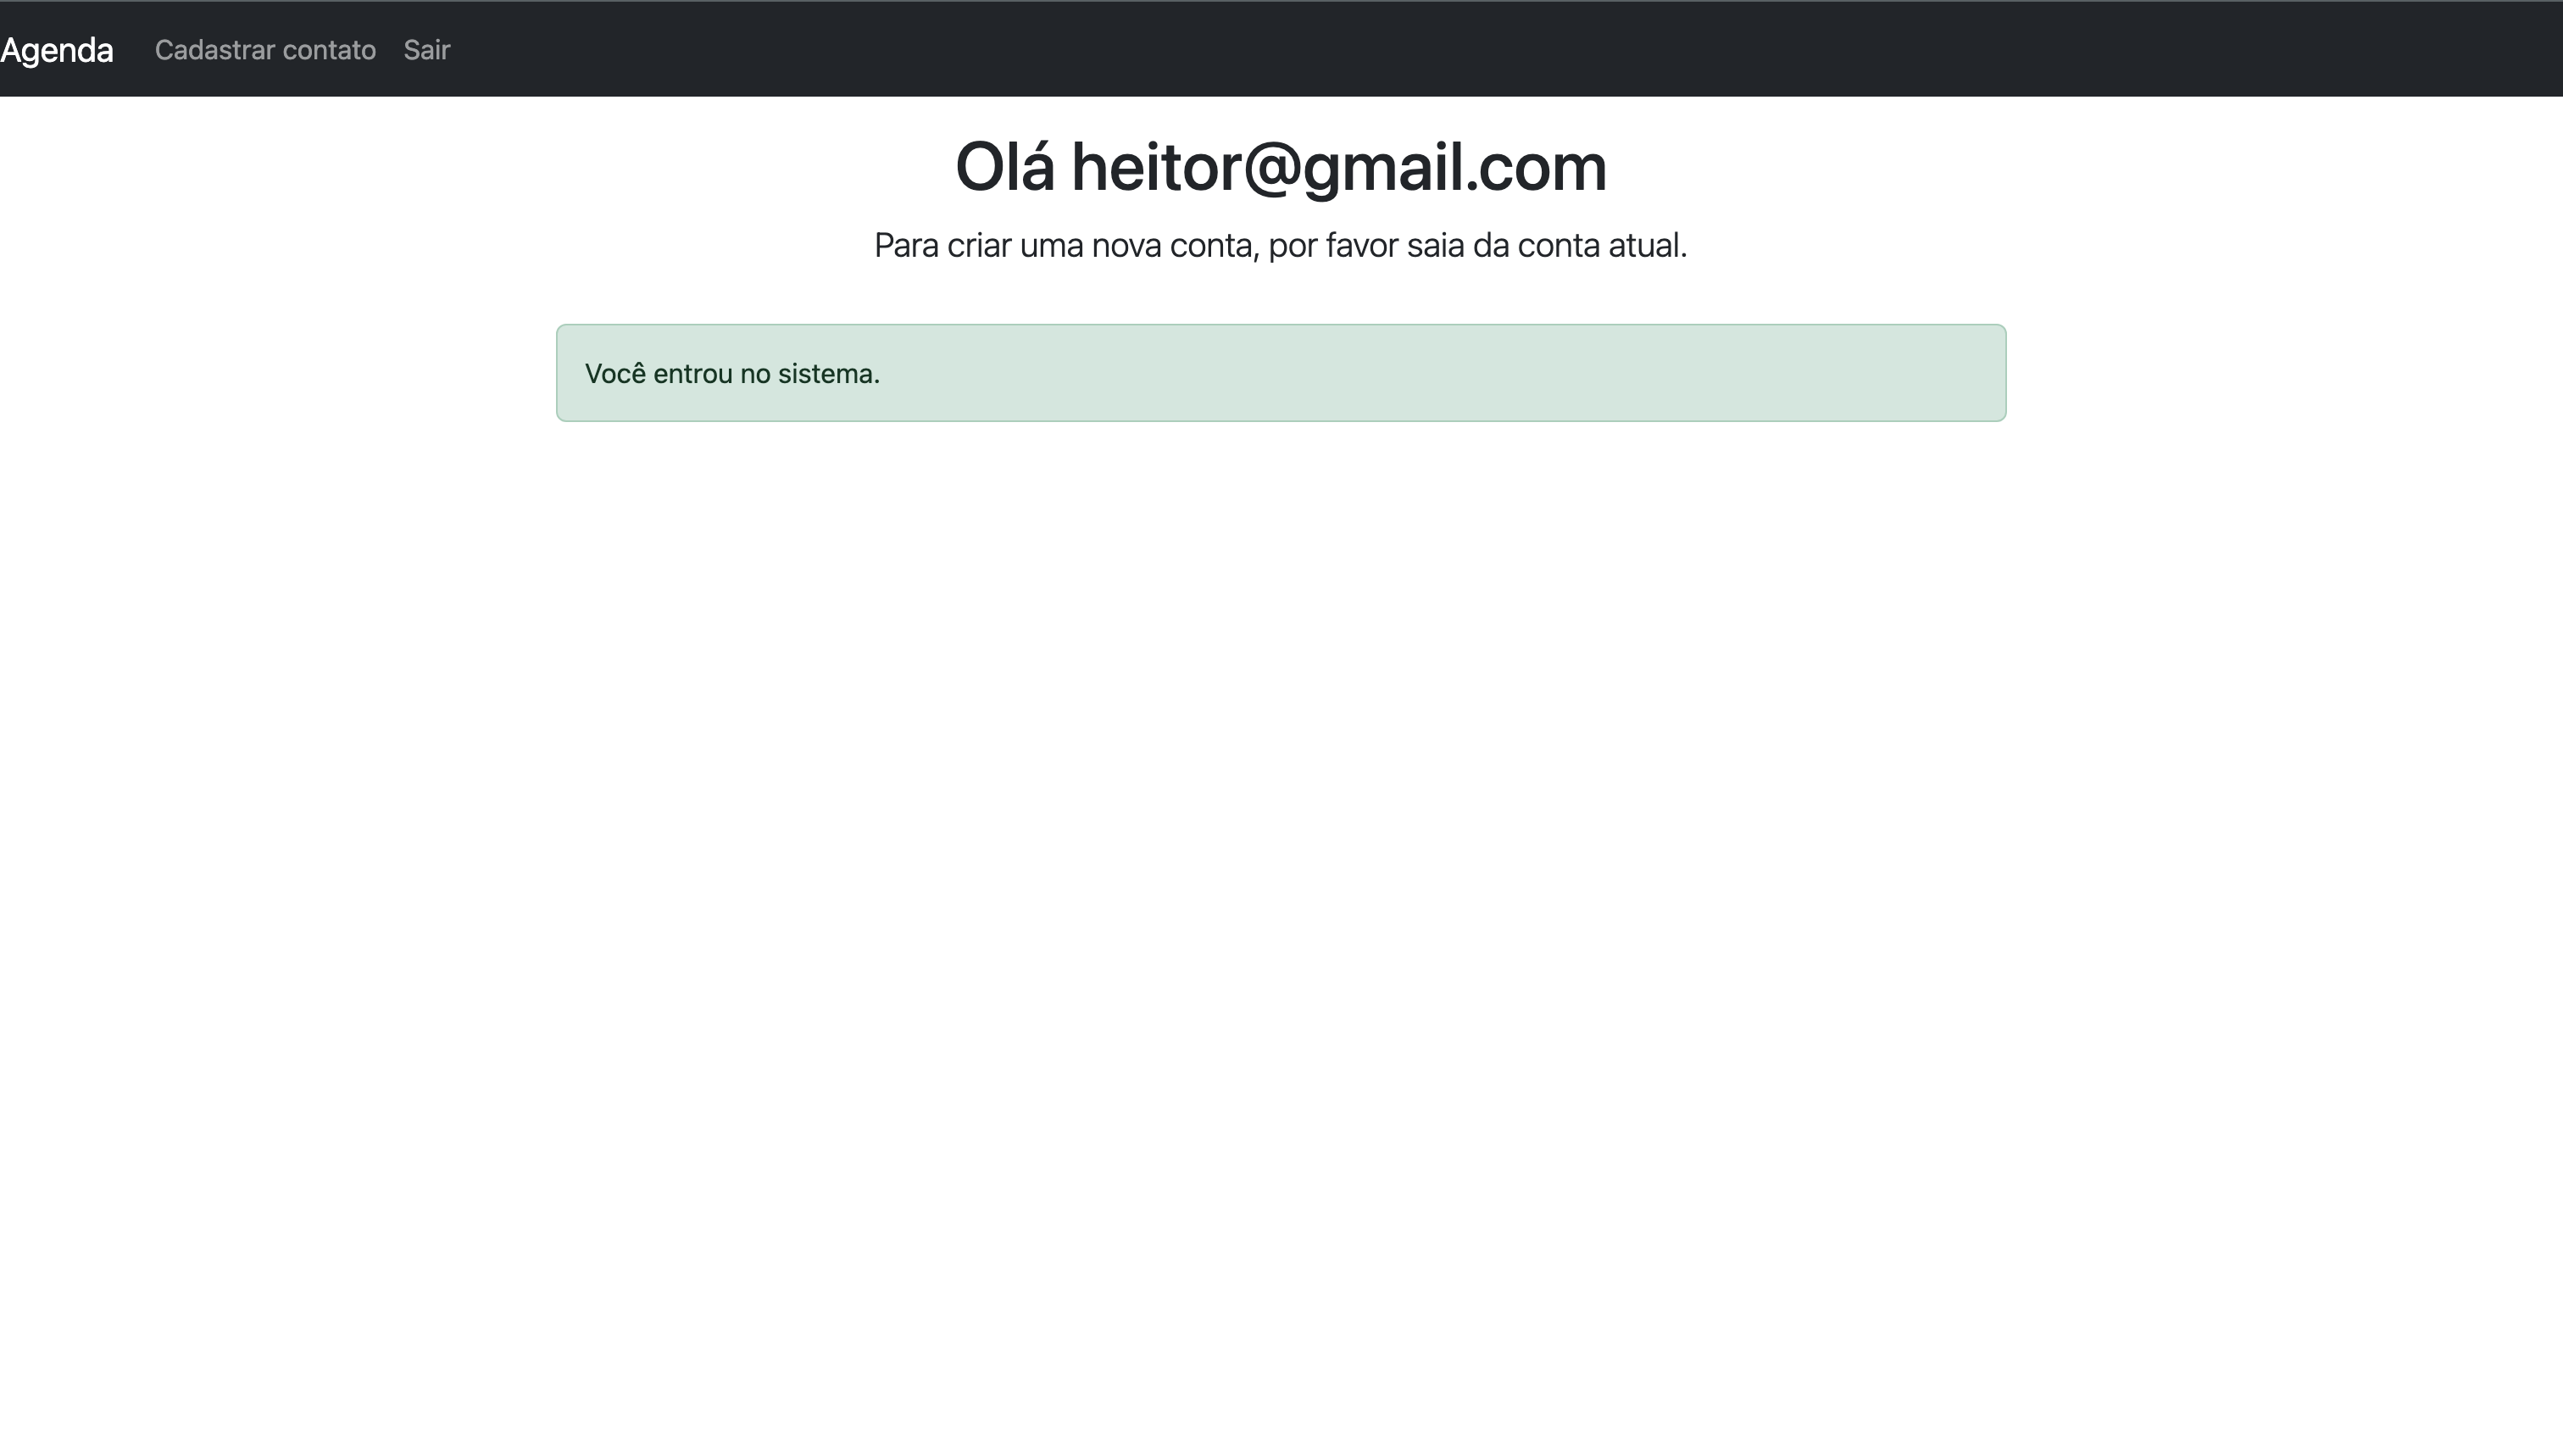 Agenda Cadastrar contato Sair
Olá heitor@gmail.com
Para criar uma nova conta, por favor saia da conta atual.
Você entrou no sistema.